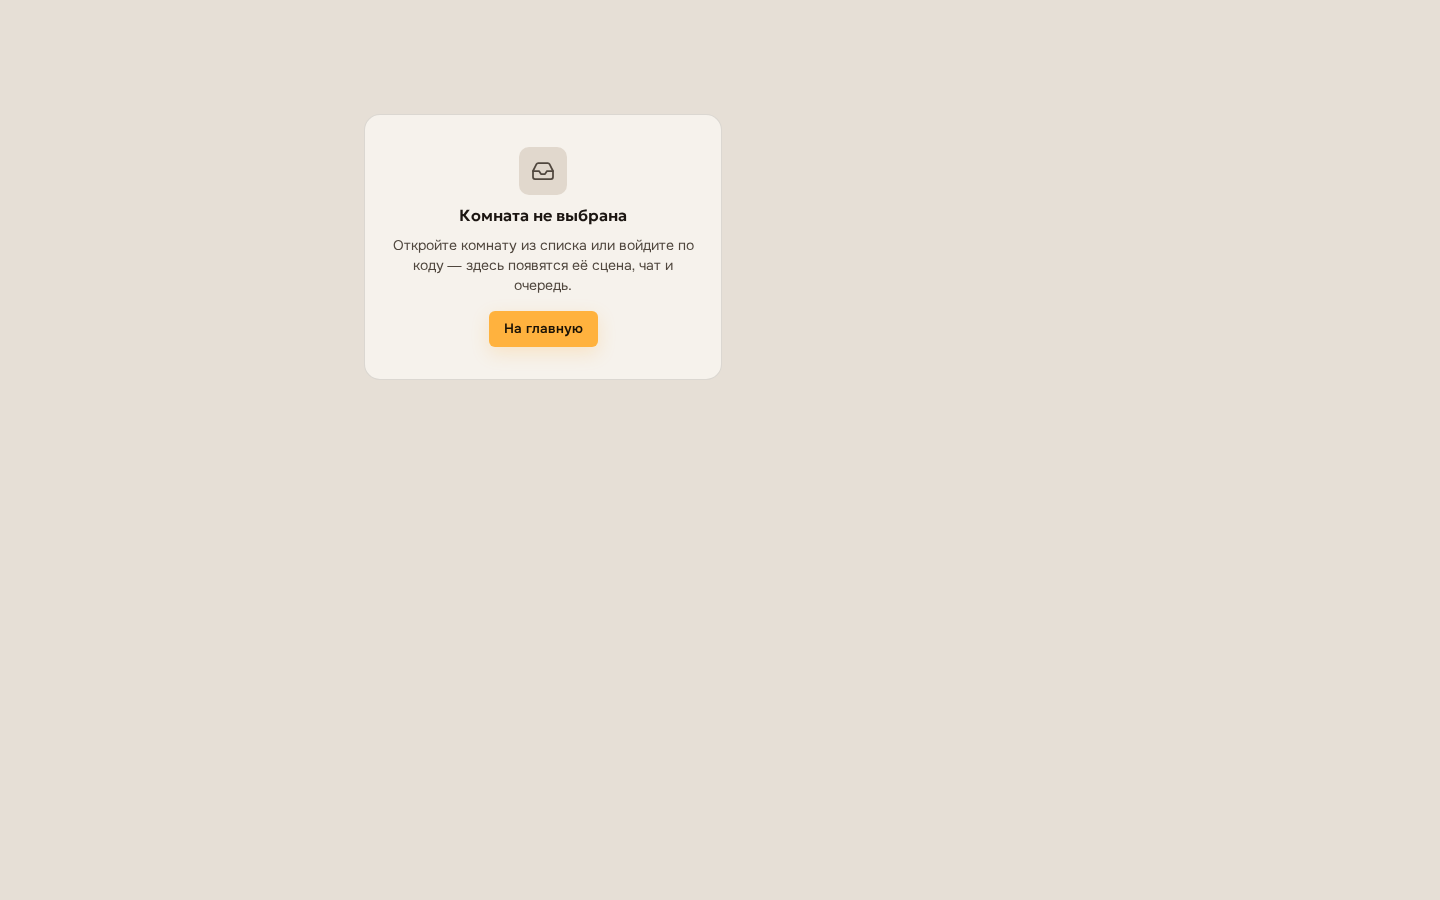 Комната не выбрана
Откройте комнату из списка или войдите по
коду — здесь появятся её сцена, чат и
очередь.
На главную